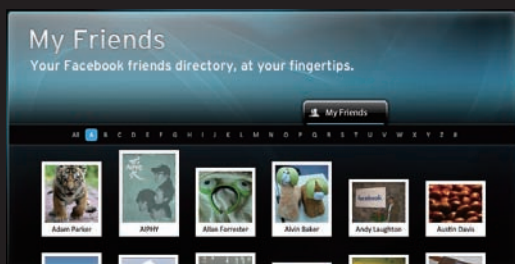 My Friends
Your Facebook friends directory, at your fingertips.
My Friends
All A B C D E F G H I J K L M N O P Q R S T U V W X Y Z #
Adam Parker AIPHY Allan Forrester Alvin Baker Andy Laughton Austin Davis
facebook